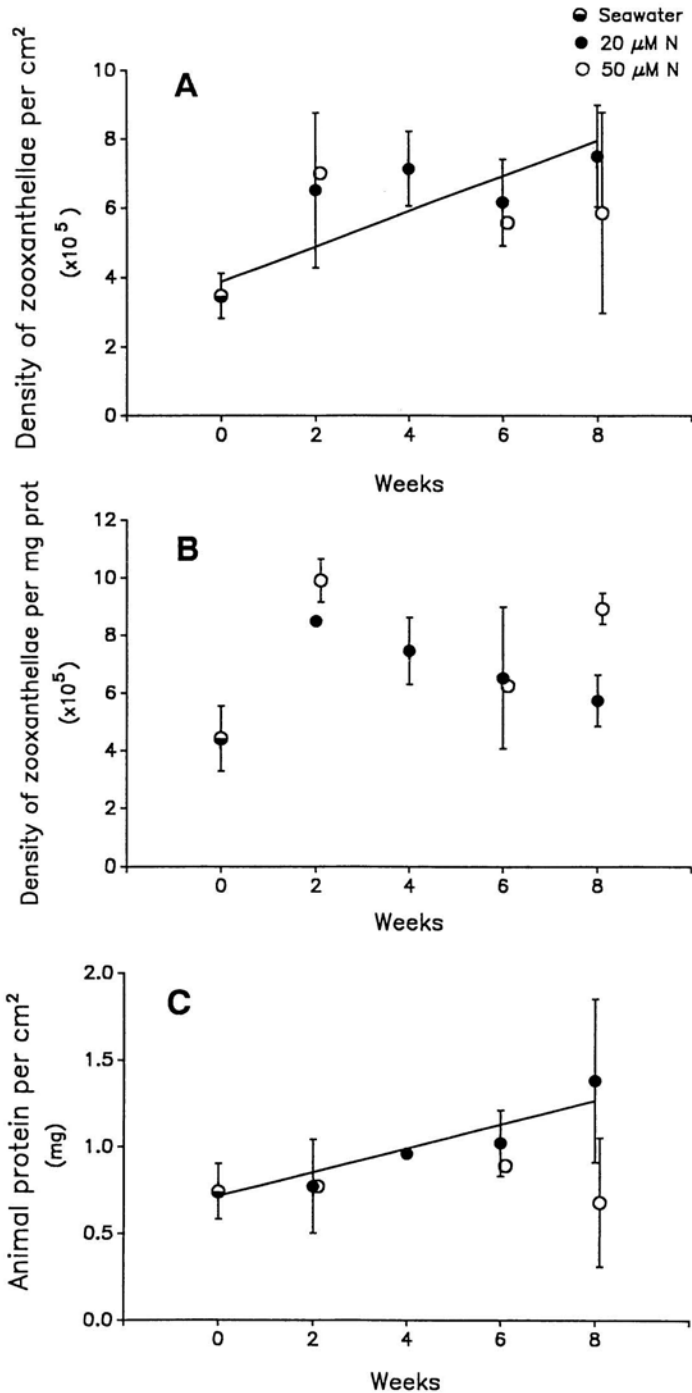 Seawater
20 μM N
50 μM N
A
Density of zooxanthellae per cm²
(x10⁵)
10
8
6
4
2
0
0 2 4 6 8
Weeks
B
Density of zooxanthellae per mg prot
(x10⁵)
12
10
8
6
4
2
0
0 2 4 6 8
Weeks
C
Animal protein per cm²
(mg)
2.0
1.5
1.0
0.5
0.0
0 2 4 6 8
Weeks